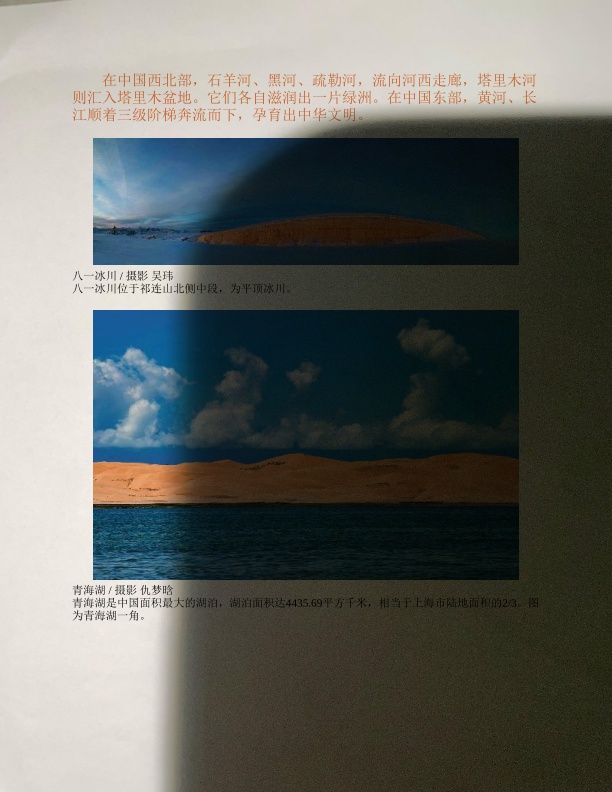 在中国西北部，石羊河、黑河、疏勒河，流向河西走廊，塔里木河
则汇入塔里木盆地。它们各自滋润出一片绿洲。在中国东部，黄河、长
江顺着三级阶梯奔流而下，孕育出中华文明。
八一冰川 / 摄影 吴玮
八一冰川位于祁连山北侧中段，为平顶冰川。
青海湖 / 摄影 仇梦晗
青海湖是中国面积最大的湖泊，湖泊面积达4435.69平方千米，相当于上海市陆地面积的2/3。图
为青海湖一角。